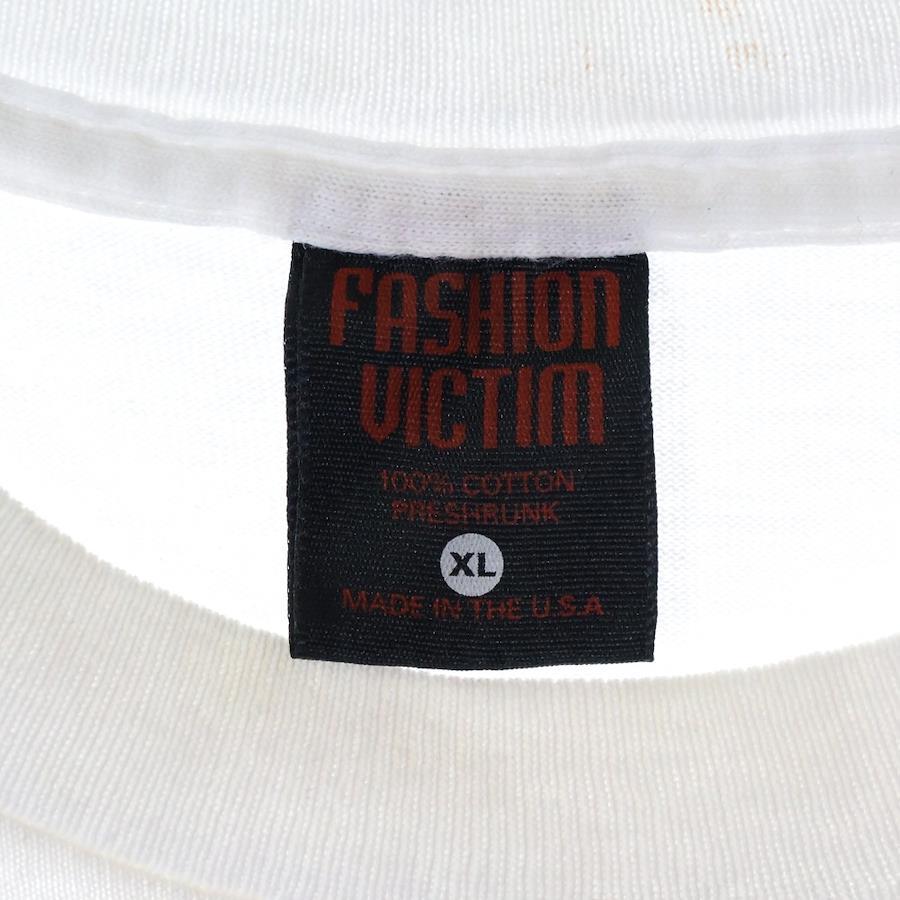 FASHION
VICTIM
100% COTTON
PRESHRUNK
XL
MADE IN THE U.S.A